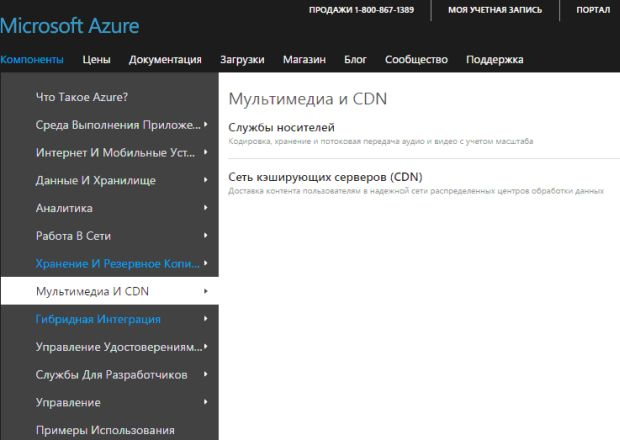 ПРОДАЖИ 1-800-867-1389 МОЯ УЧЕТНАЯ ЗАПИСЬ ПОРТАЛ
Microsoft Azure
Компоненты Цены Документация Загрузки Магазин Блог Сообщество Поддержка
Что Такое Azure?
Среда Выполнения Приложе...
Интернет И Мобильные Уст...
Данные И Хранилище
Аналитика
Работа В Сети
Хранение И Резервное Копи...
Мультимедиа И CDN
Гибридная Интеграция
Управление Удостоверениям...
Службы Для Разработчиков
Управление
Примеры Использования
Мультимедиа и CDN
Службы носителей
Кодировка, хранение и потоковая передача аудио и видео с учетом масштаба
Сеть кэширующих серверов (CDN)
Доставка контента пользователям в надежной сети распределенных центров обработки данных